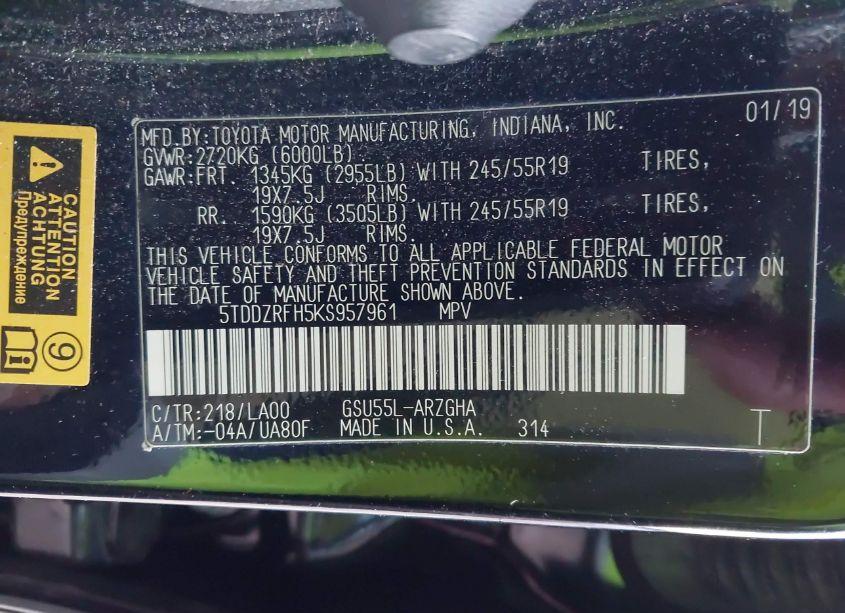 MFD.BY:TOYOTA MOTOR MANUFACTURING, INDIANA, INC. 01/19
GVWR:2720KG (6000LB)
GAWR:FRT. 1345KG (2955LB) WITH 245/55R19 TIRES,
19X7.5J RIMS.
RR. 1590KG (3505LB) WITH 245/55R19 TIRES,
19X7.5J RIMS.
THIS VEHICLE CONFORMS TO ALL APPLICABLE FEDERAL MOTOR
VEHICLE SAFETY AND THEFT PREVENTION STANDARDS IN EFFECT ON
THE DATE OF MANUFACTURE SHOWN ABOVE.
5TDDZRFH5KS957961 MPV
C/TR:218/LA00 GSU55L-ARZGHA
A/TM:-04A/UA80F MADE IN U.S.A. 314 T
CAUTION
ATTENTION
ACHTUNG
Предупреждение
9